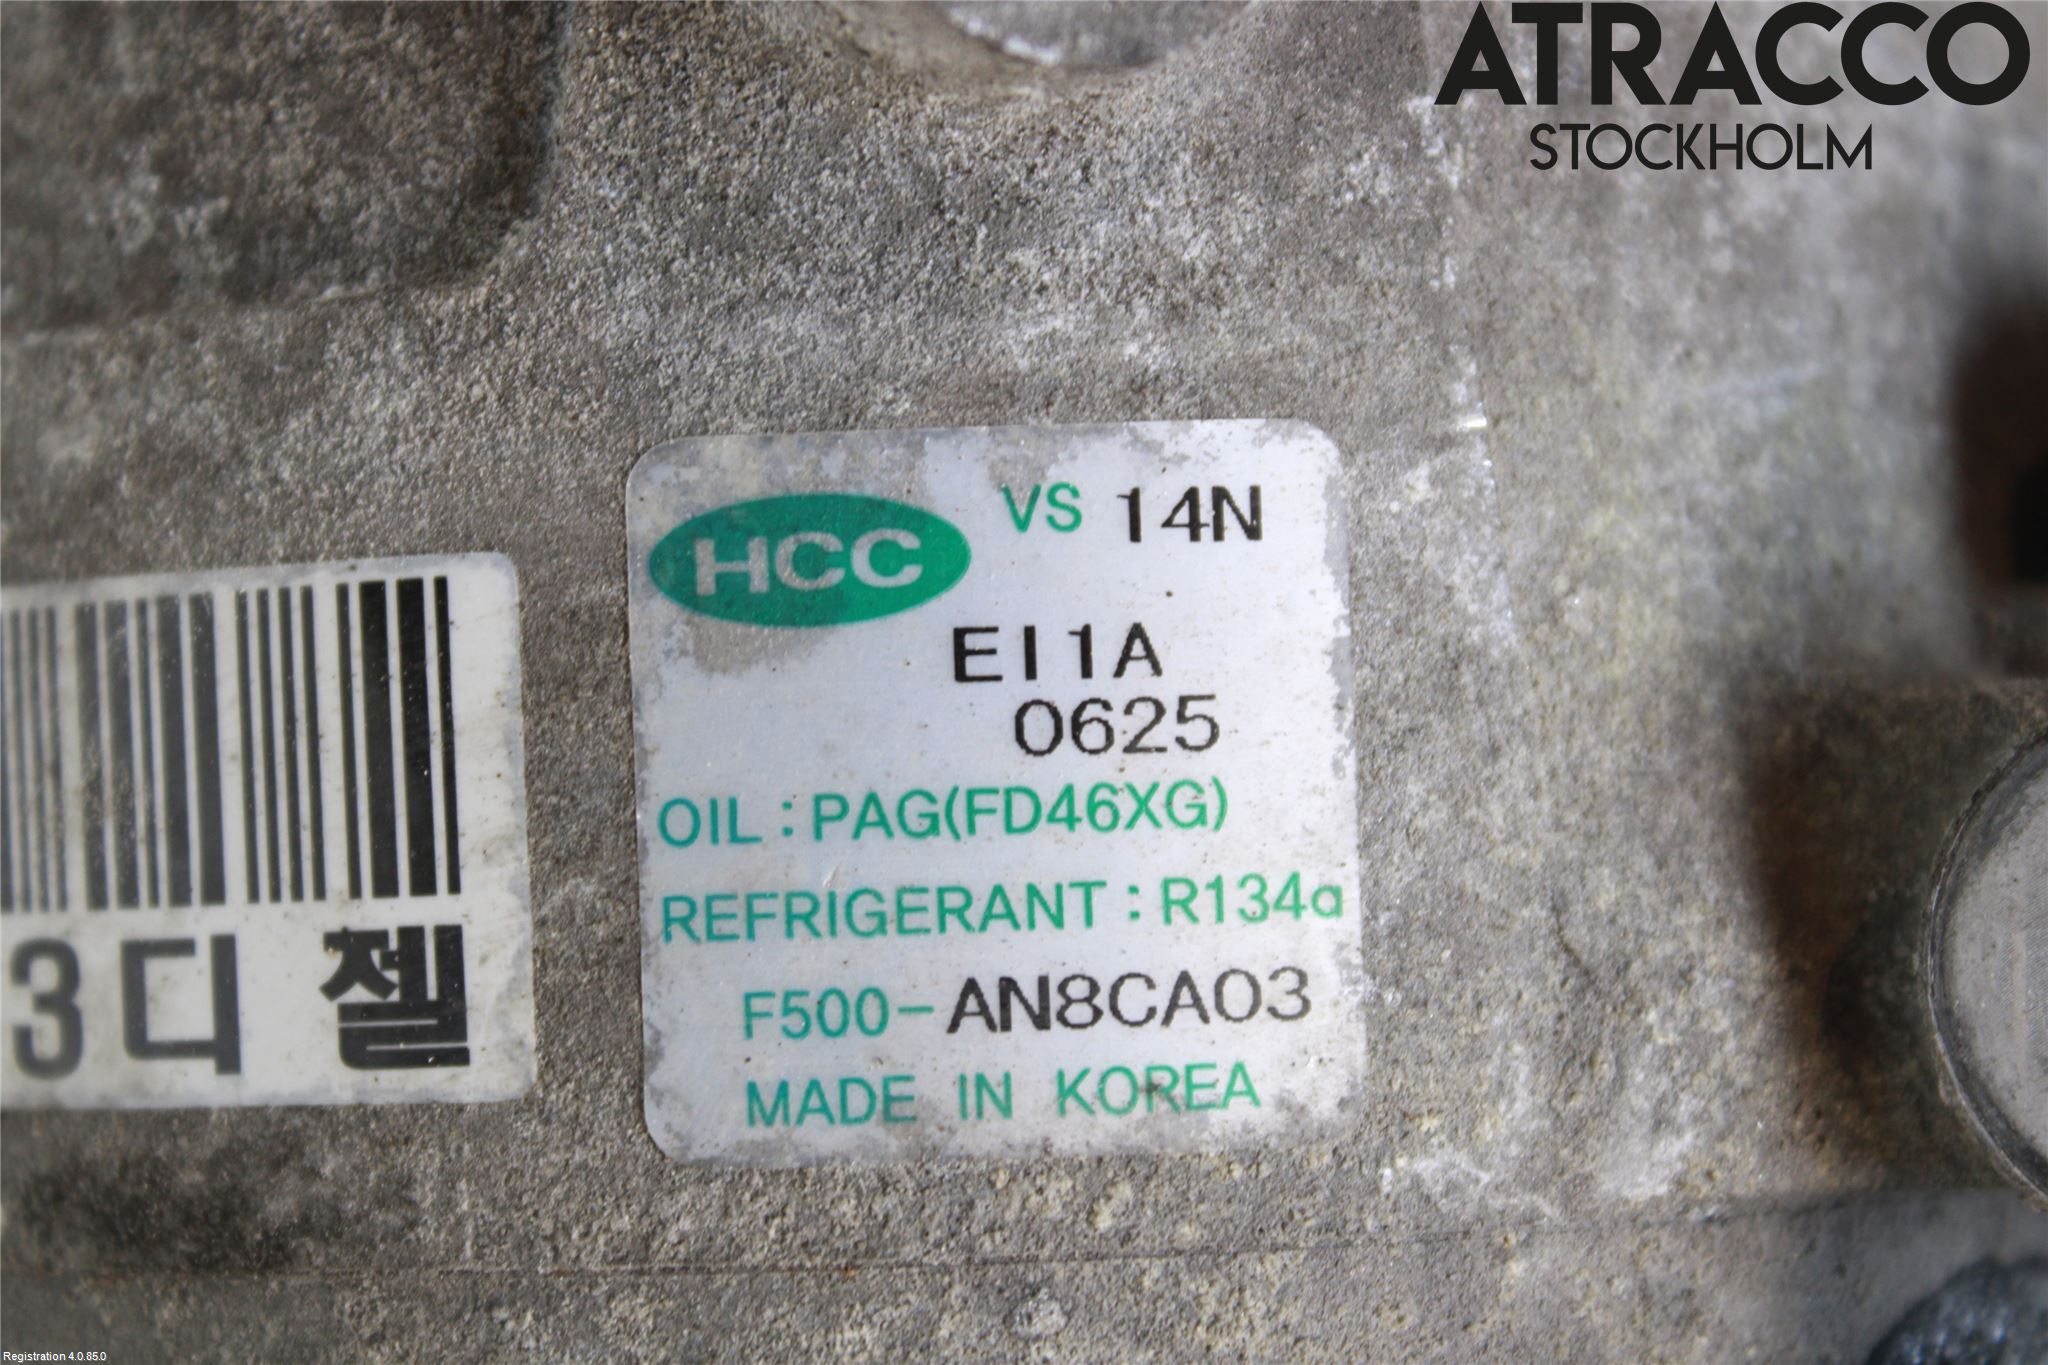 ATRACCO
STOCKHOLM
HCC VS 14N
E11A
0625
OIL : PAG(FD46XG)
REFRIGERANT : R134a
F500-AN8CA03
MADE IN KOREA
3디젤
Registration 4.0.85.0